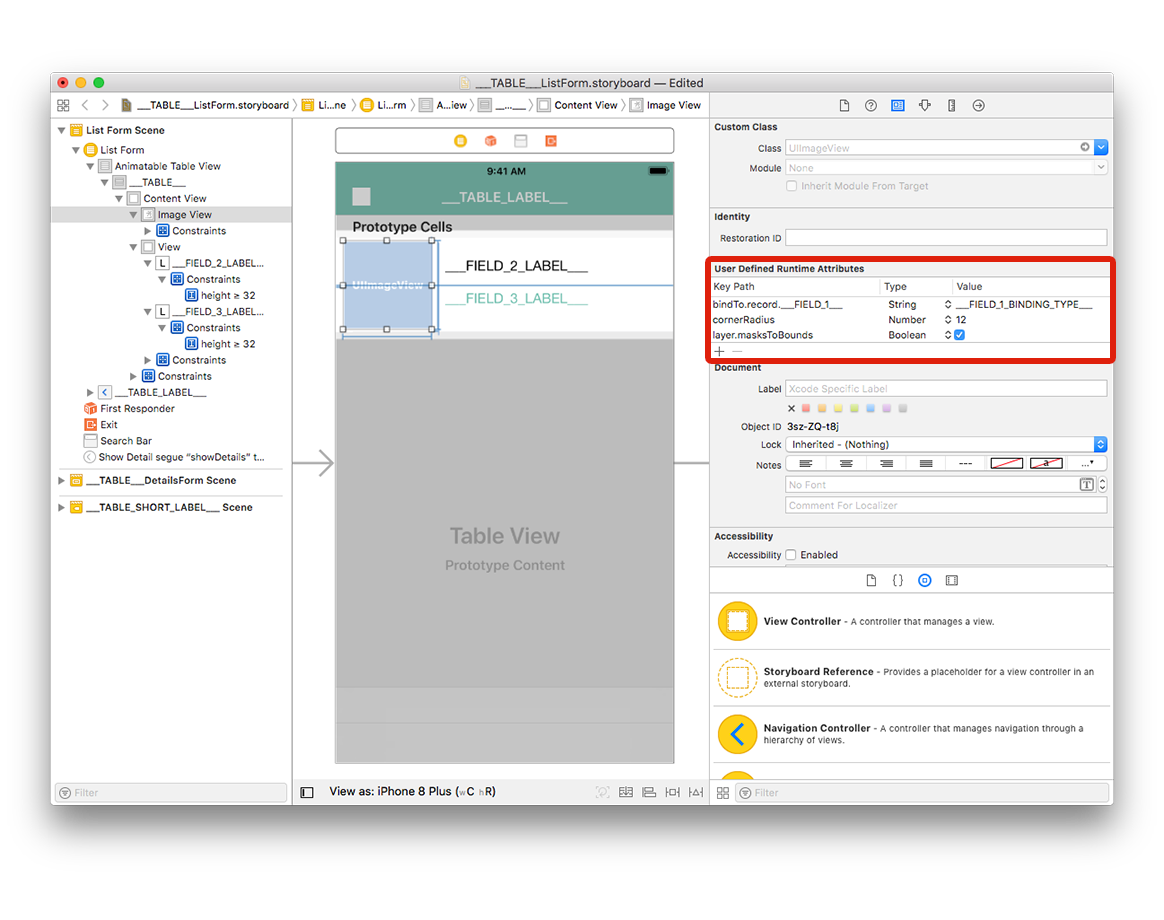 ___TABLE___ListForm.storyboard — Edited
___TABLE___ListForm.storyboard
Li...ne
Li...rm
A...iew
__...__
Content View
Image View
List Form Scene
List Form
Animatable Table View
___TABLE___
Content View
Image View
Constraints
View
L ___FIELD_2_LABEL...
Constraints
height ≥ 32
L ___FIELD_3_LABEL...
Constraints
height ≥ 32
Constraints
Constraints
___TABLE_LABEL___
First Responder
Exit
Search Bar
Show Detail segue “showDetails” t...
___TABLE___DetailsForm Scene
___TABLE_SHORT_LABEL___ Scene
Filter
9:41 AM
___TABLE_LABEL___
Prototype Cells
UIImageView
___FIELD_2_LABEL___
___FIELD_3_LABEL___
Table View
Prototype Content
View as: iPhone 8 Plus (wC hR)
Custom Class
Class UIImageView
Module None
Inherit Module From Target
Identity
Restoration ID
User Defined Runtime Attributes
Key Path Type Value
bindTo.record.___FIELD_1___ String ___FIELD_1_BINDING_TYPE___
cornerRadius Number 12
layer.masksToBounds Boolean
Document
Label Xcode Specific Label
Object ID 3sz-ZQ-t8j
Lock Inherited - (Nothing)
Notes
No Font
Comment For Localizer
Accessibility
Accessibility Enabled
View Controller - A controller that manages a view.
Storyboard Reference - Provides a placeholder for a view controller in an
external storyboard.
Navigation Controller - A controller that manages navigation through a
hierarchy of views.
Filter